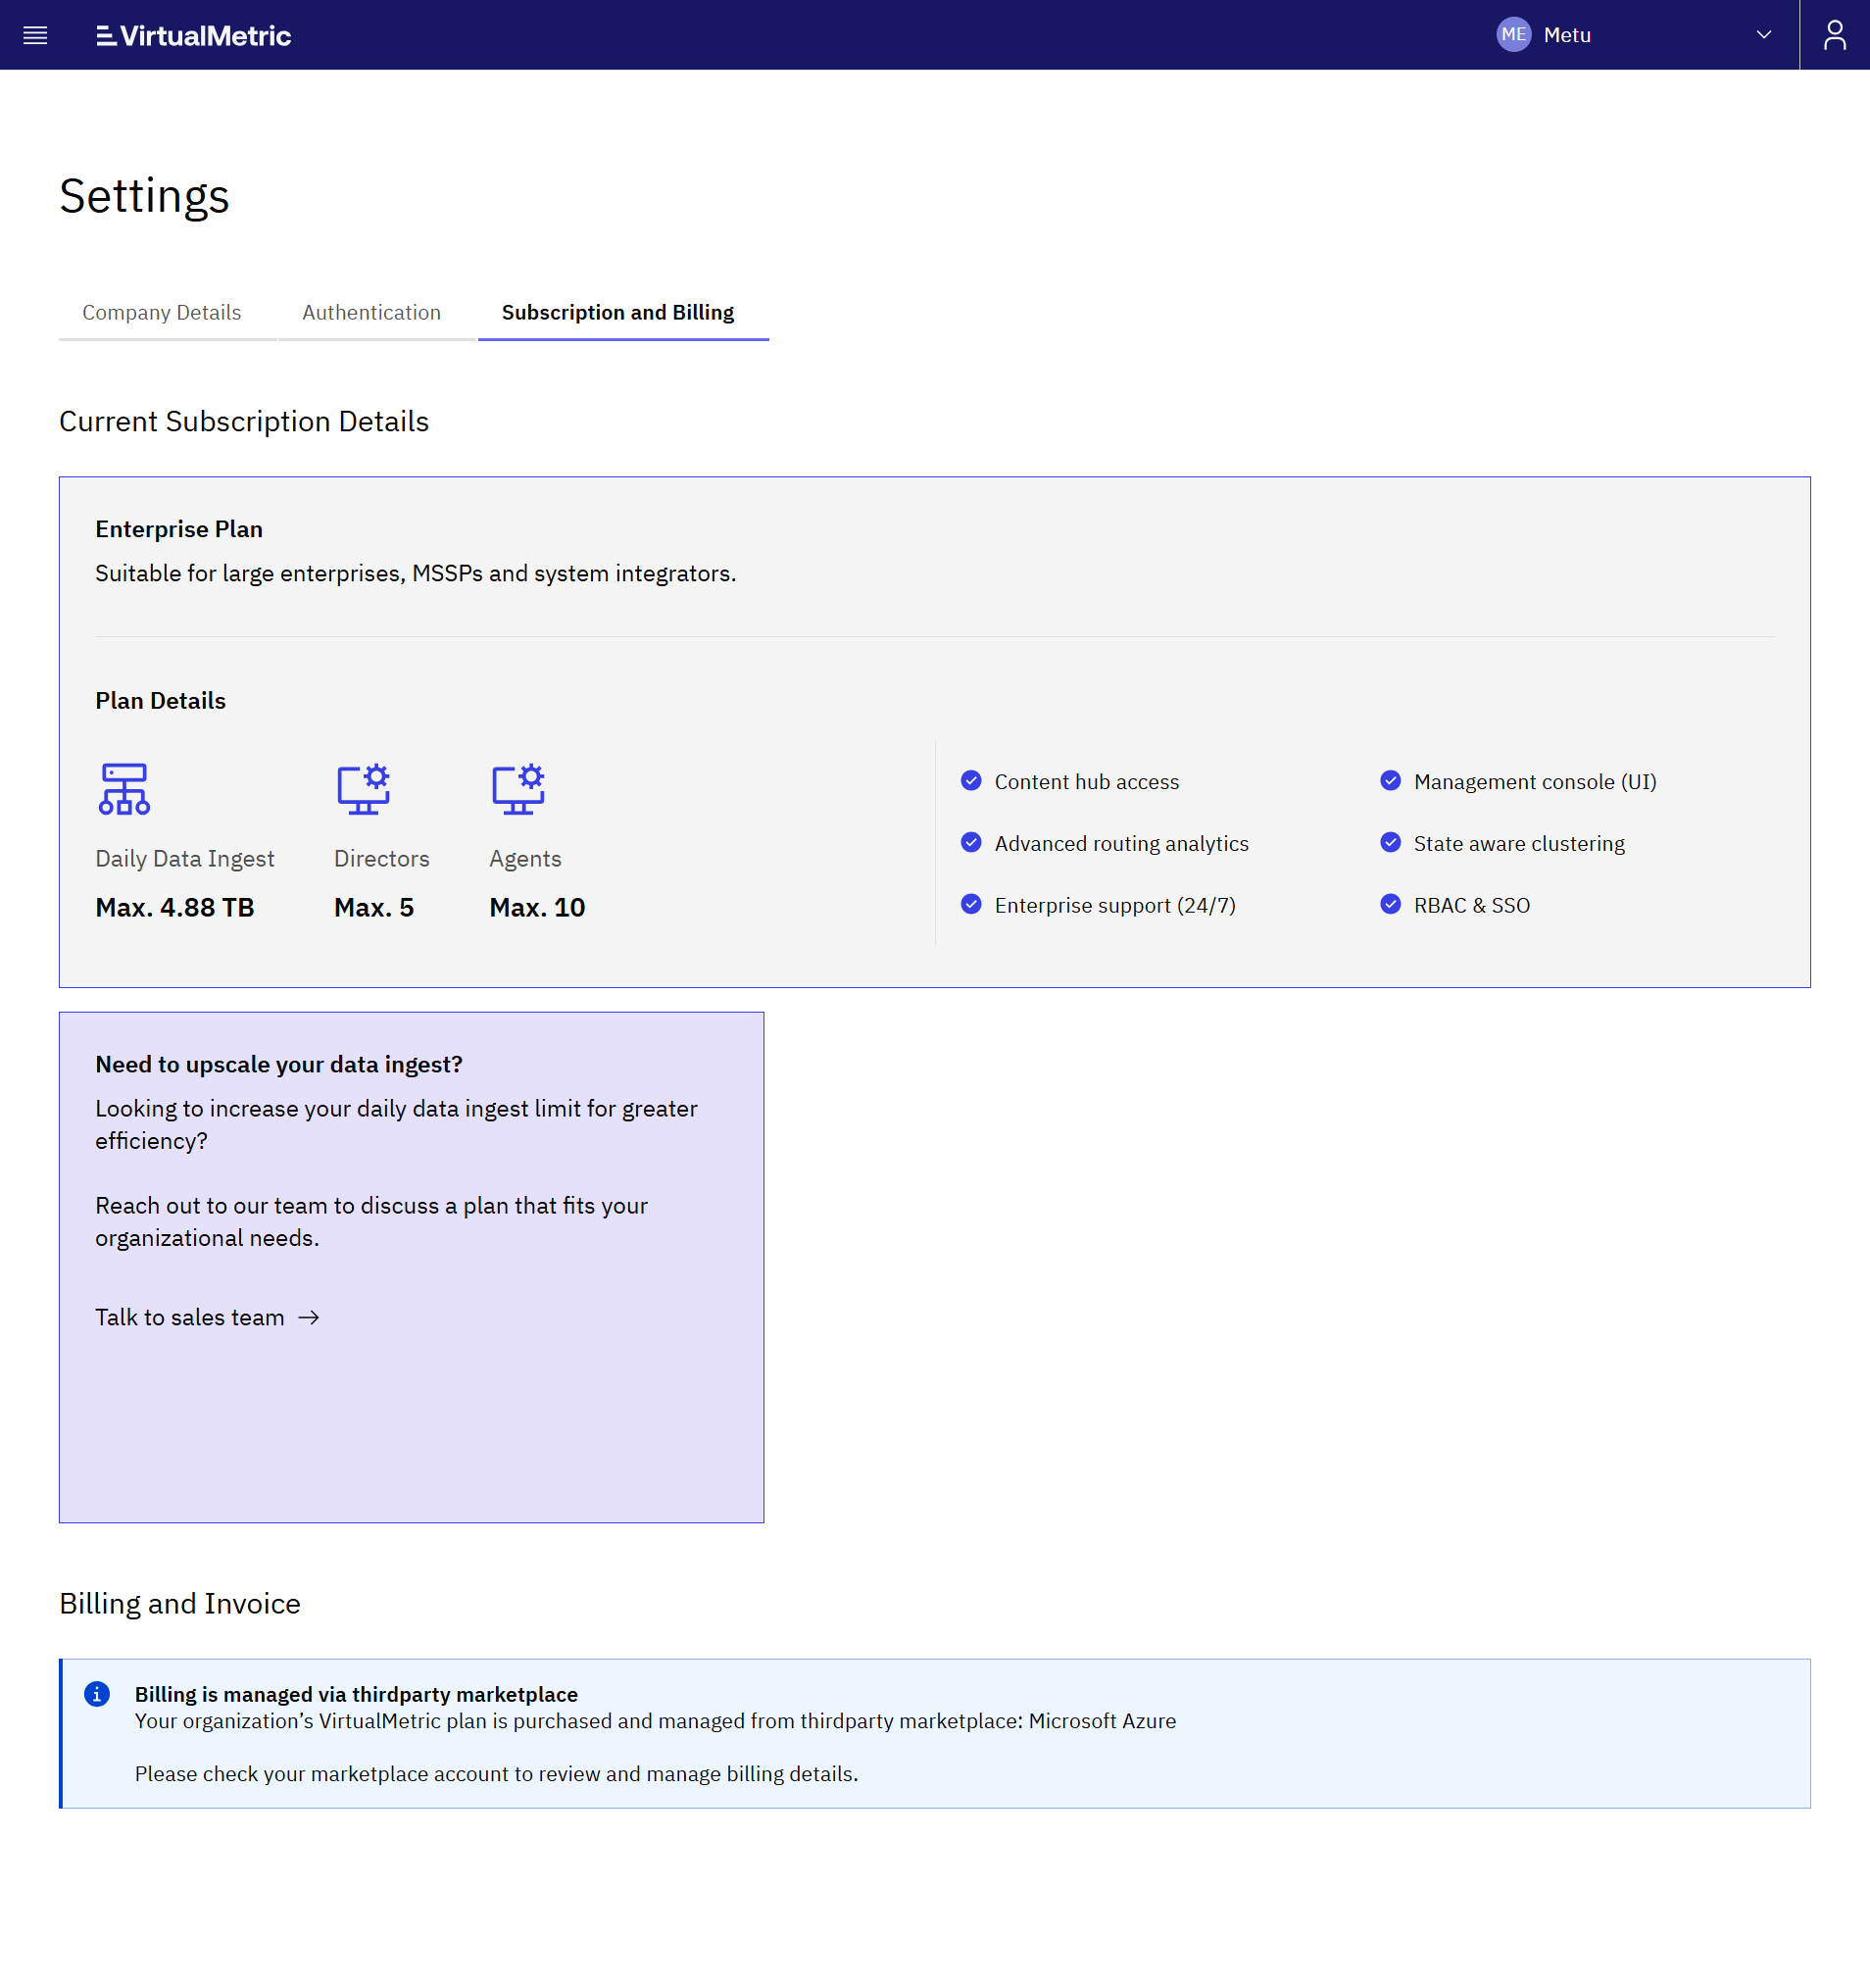 VirtualMetric
ME Metu
Settings
Company Details
Authentication
Subscription and Billing
Current Subscription Details
Enterprise Plan
Suitable for large enterprises, MSSPs and system integrators.
Plan Details
Daily Data Ingest
Max. 4.88 TB
Directors
Max. 5
Agents
Max. 10
Content hub access
Management console (UI)
Advanced routing analytics
State aware clustering
Enterprise support (24/7)
RBAC & SSO
Need to upscale your data ingest?
Looking to increase your daily data ingest limit for greater
efficiency?
Reach out to our team to discuss a plan that fits your
organizational needs.
Talk to sales team →
Billing and Invoice
Billing is managed via thirdparty marketplace
Your organization’s VirtualMetric plan is purchased and managed from thirdparty marketplace: Microsoft Azure
Please check your marketplace account to review and manage billing details.